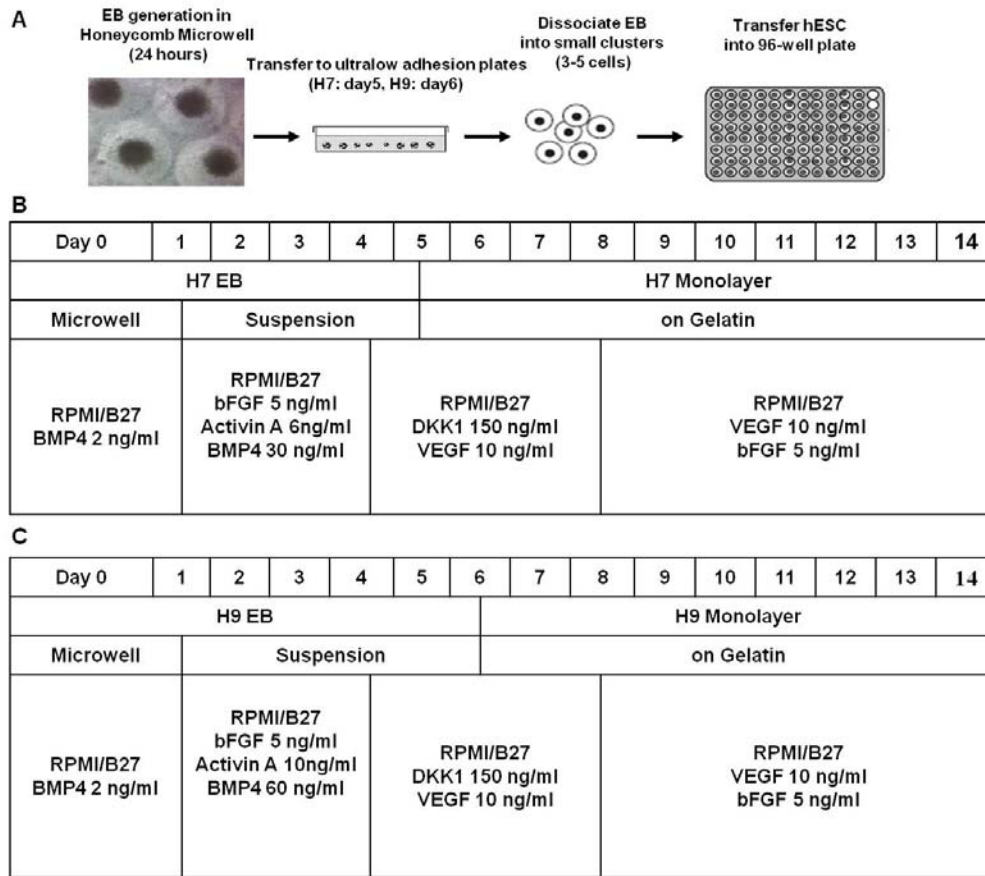 A
EB generation in
Honeycomb Microwell
(24 hours)
Transfer to ultralow adhesion plates
(H7: day5, H9: day6)
Dissociate EB
into small clusters
(3-5 cells)
Transfer hESC
into 96-well plate
B
Day 0 1 2 3 4 5 6 7 8 9 10 11 12 13 14
H7 EB H7 Monolayer
Microwell Suspension on Gelatin
RPMI/B27
BMP4 2 ng/ml
RPMI/B27
bFGF 5 ng/ml
Activin A 6ng/ml
BMP4 30 ng/ml
RPMI/B27
DKK1 150 ng/ml
VEGF 10 ng/ml
RPMI/B27
VEGF 10 ng/ml
bFGF 5 ng/ml
C
Day 0 1 2 3 4 5 6 7 8 9 10 11 12 13 14
H9 EB H9 Monolayer
Microwell Suspension on Gelatin
RPMI/B27
BMP4 2 ng/ml
RPMI/B27
bFGF 5 ng/ml
Activin A 10ng/ml
BMP4 60 ng/ml
RPMI/B27
DKK1 150 ng/ml
VEGF 10 ng/ml
RPMI/B27
VEGF 10 ng/ml
bFGF 5 ng/ml